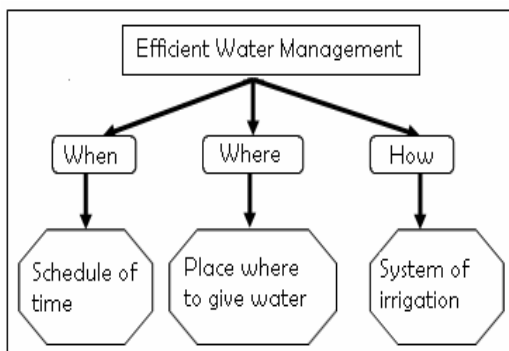 Efficient Water Management
When
Where
How
Schedule of
time
Place where
to give water
System of
irrigation